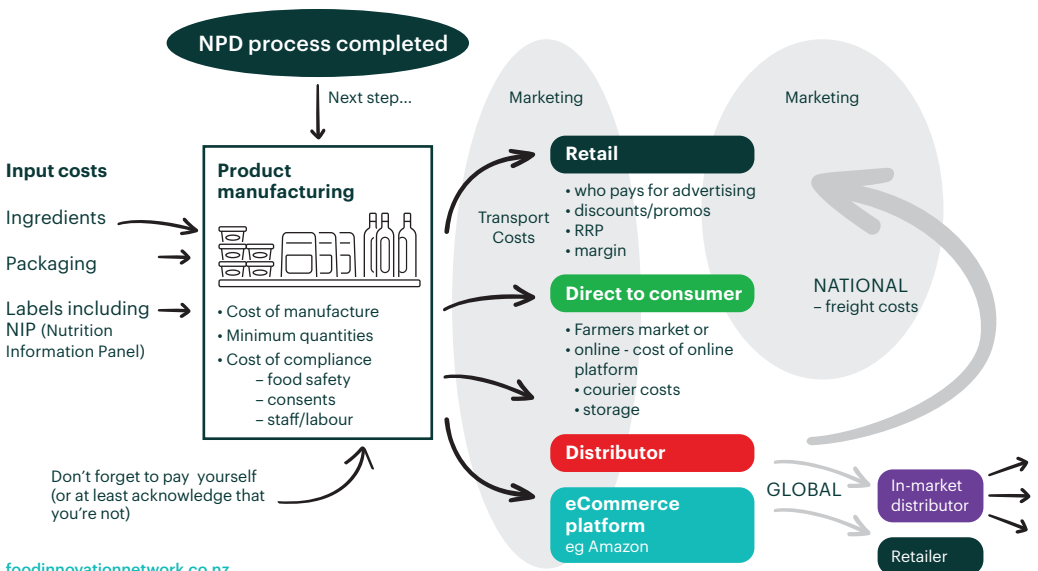 NPD process completed
Next step...
Marketing
Marketing
Input costs
Ingredients
Packaging
Labels including
NIP (Nutrition
Information Panel)
Product
manufacturing
• Cost of manufacture
• Minimum quantities
• Cost of compliance
– food safety
– consents
– staff/labour
Don't forget to pay yourself
(or at least acknowledge that
you're not)
Transport
Costs
Retail
• who pays for advertising
• discounts/promos
• RRP
• margin
Direct to consumer
• Farmers market or
• online - cost of online
platform
• courier costs
• storage
Distributor
eCommerce
platform
eg Amazon
NATIONAL
– freight costs
GLOBAL
In-market
distributor
Retailer
foodinnovationnetwork.co.nz